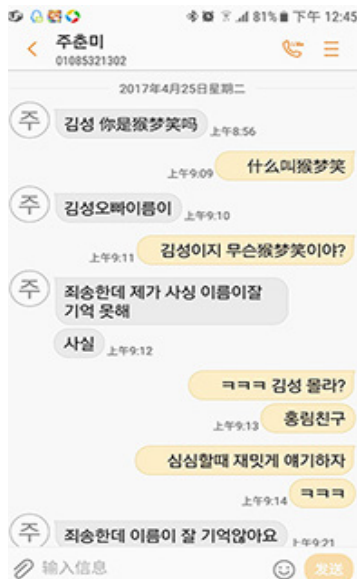 81% 下午 12:45
주춘미
01085321302
2017年4月25日星期二
주
김성 你是猴梦笑吗
上午8:56
什么叫猴梦笑
上午9:09
주
김성오빠이름이
上午9:10
김성이지 무슨猴梦笑이야?
上午9:11
주
죄송한데 제가 사싱 이름이잘
기억 못해
사실
上午9:12
ㅋㅋㅋ 김성 몰라?
홍림친구
上午9:13
심심할때 재밋게 얘기하자
ㅋㅋㅋ
上午9:14
주
죄송한데 이름이 잘 기억않아요
上午9:21
输入信息
发送